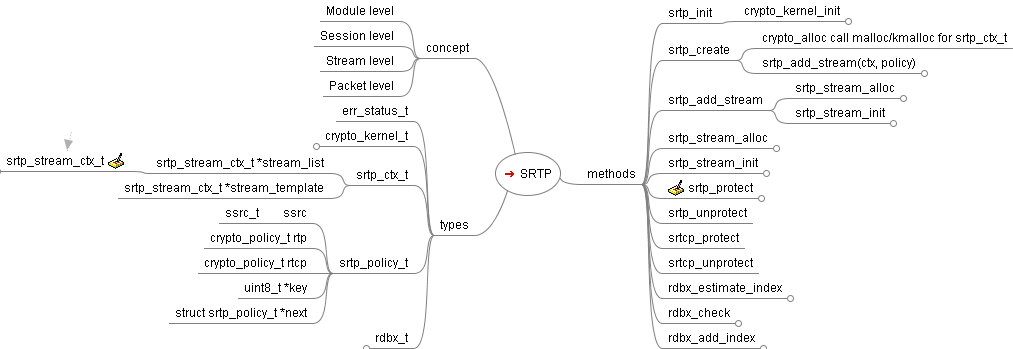 Module level
Session level
Stream level
Packet level
concept
err_status_t
crypto_kernel_t
srtp_stream_ctx_t
srtp_stream_ctx_t *stream_list
srtp_stream_ctx_t *stream_template
srtp_ctx_t
ssrc_t ssrc
crypto_policy_t rtp
crypto_policy_t rtcp
uint8_t *key
struct srtp_policy_t *next
srtp_policy_t
rdbx_t
types
SRTP
methods
srtp_init
crypto_kernel_init
srtp_create
crypto_alloc call malloc/kmalloc for srtp_ctx_t
srtp_add_stream(ctx, policy)
srtp_add_stream
srtp_stream_alloc
srtp_stream_init
srtp_stream_alloc
srtp_stream_init
srtp_protect
srtp_unprotect
srtcp_protect
srtcp_unprotect
rdbx_estimate_index
rdbx_check
rdbx_add_index